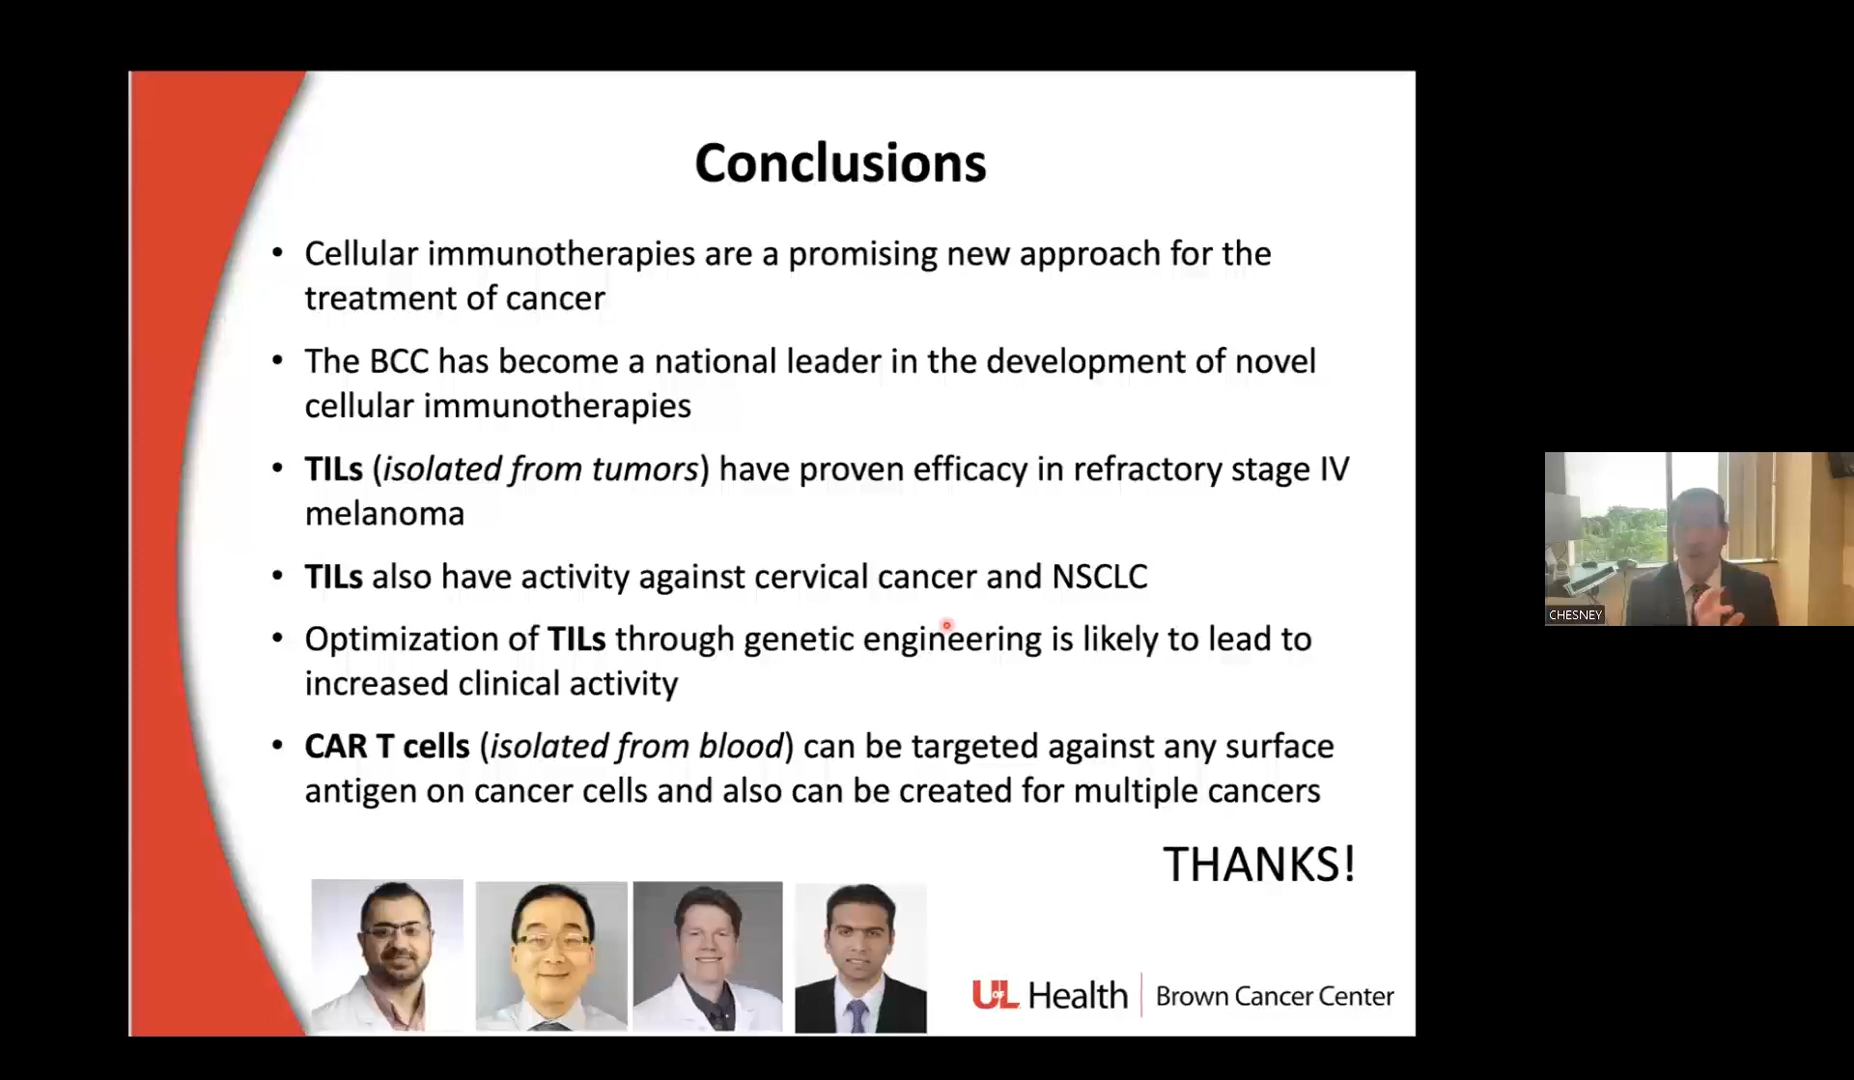 Conclusions
• Cellular immunotherapies are a promising new approach for the
treatment of cancer
• The BCC has become a national leader in the development of novel
cellular immunotherapies
• TILs (isolated from tumors) have proven efficacy in refractory stage IV
melanoma
• TILs also have activity against cervical cancer and NSCLC
• Optimization of TILs through genetic engineering is likely to lead to
increased clinical activity
• CAR T cells (isolated from blood) can be targeted against any surface
antigen on cancer cells and also can be created for multiple cancers
THANKS!
UofL Health | Brown Cancer Center
CHESNEY